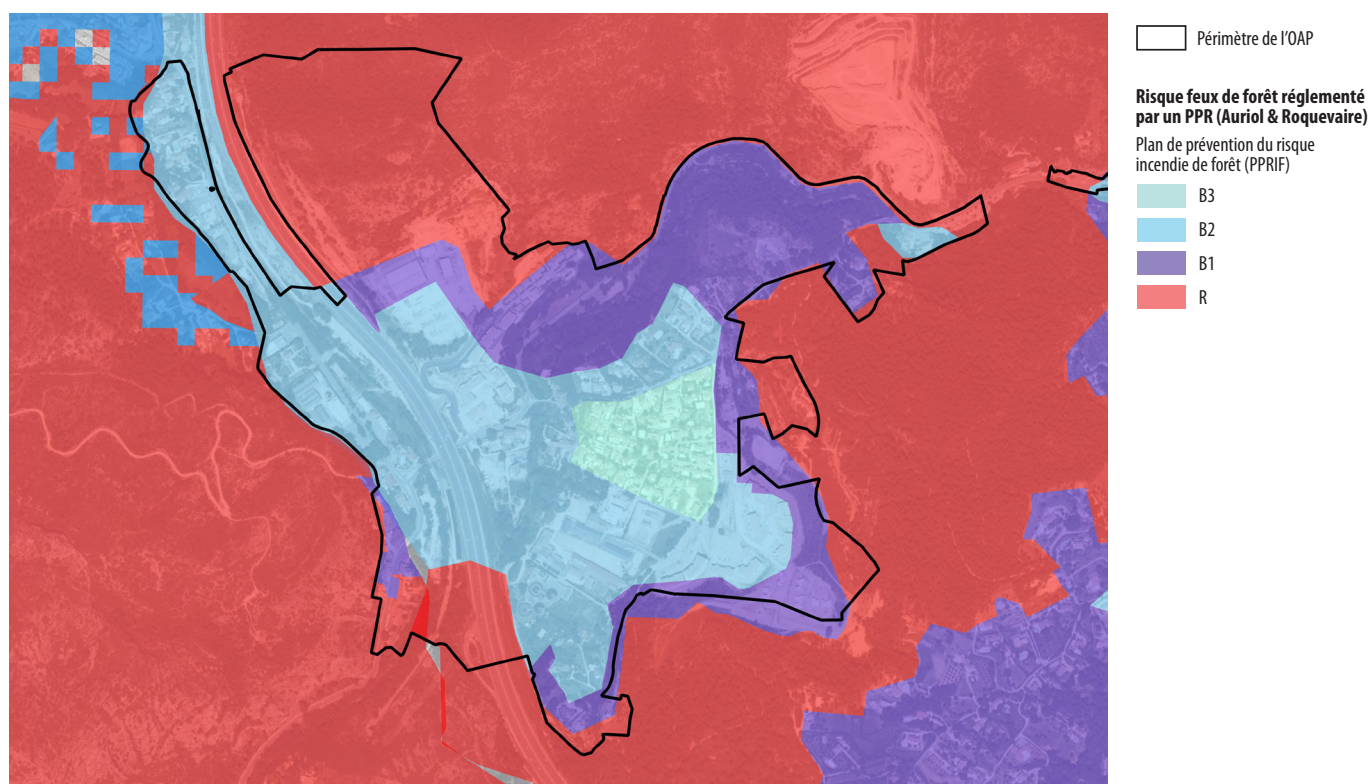 Périmètre de l’OAP
Risque feux de forêt réglementé
par un PPR (Auriol & Roquevaire)
Plan de prévention du risque
incendie de forêt (PPRIF)
B3
B2
B1
R